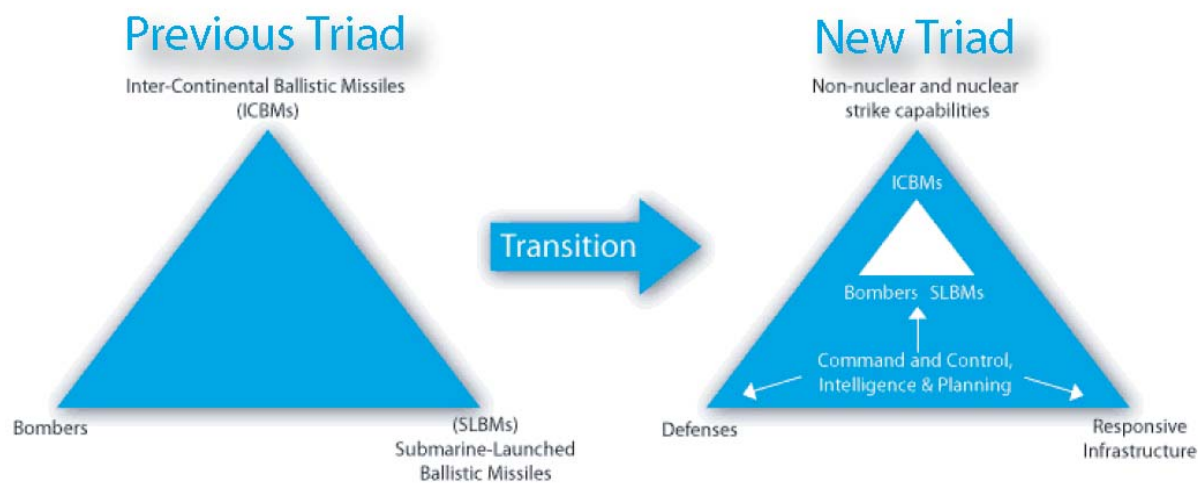 Previous Triad
Inter-Continental Ballistic Missiles
(ICBMs)
Bombers
(SLBMs)
Submarine-Launched
Ballistic Missiles
Transition
New Triad
Non-nuclear and nuclear
strike capabilities
ICBMs
Bombers SLBMs
Command and Control,
Intelligence & Planning
Defenses
Responsive
Infrastructure